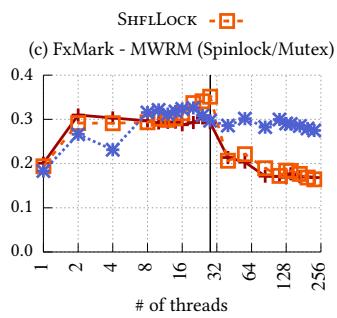 SHFLLOCK
(c) FxMark - MWRM (Spinlock/Mutex)
0.4
0.3
0.2
0.1
0.0
1 2 4 8 16 32 64 128 256
# of threads